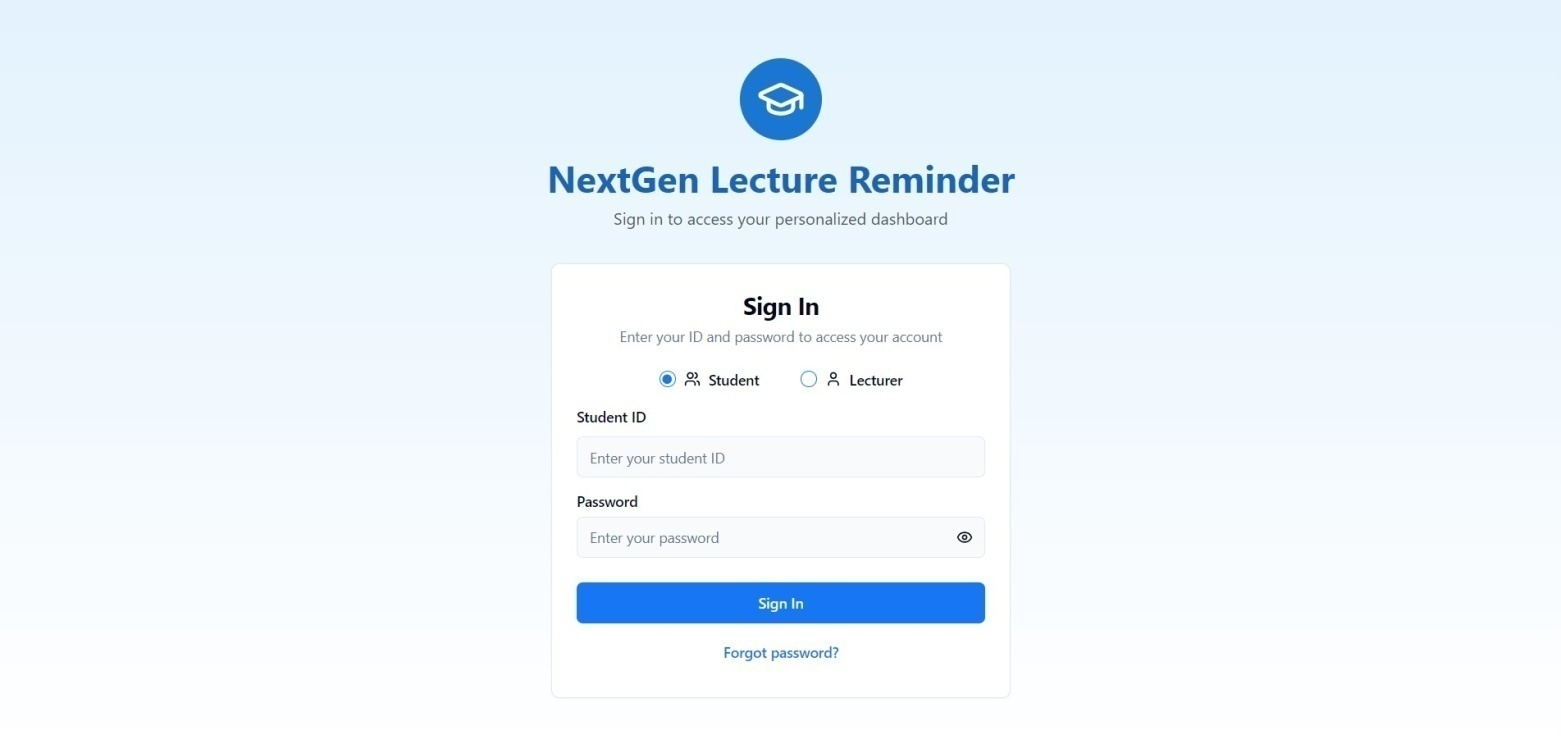 NextGen Lecture Reminder
Sign in to access your personalized dashboard
Sign In
Enter your ID and password to access your account
Student Lecturer
Student ID
Enter your student ID
Password
Enter your password
Sign In
Forgot password?